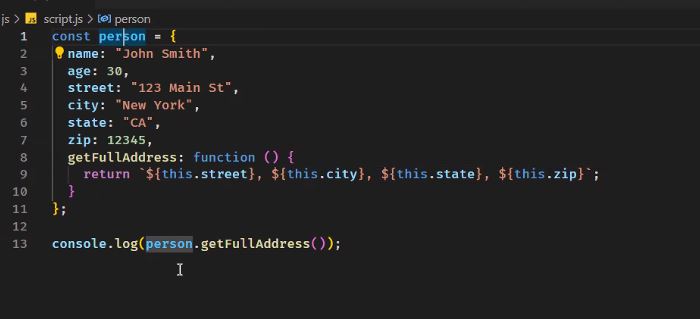 js > JS script.js > person
1 const person = {
2 name: "John Smith",
3 age: 30,
4 street: "123 Main St",
5 city: "New York",
6 state: "CA",
7 zip: 12345,
8 getFullAddress: function () {
9 return `${this.street}, ${this.city}, ${this.state}, ${this.zip}`;
10 }
11 };
12
13 console.log(person.getFullAddress());